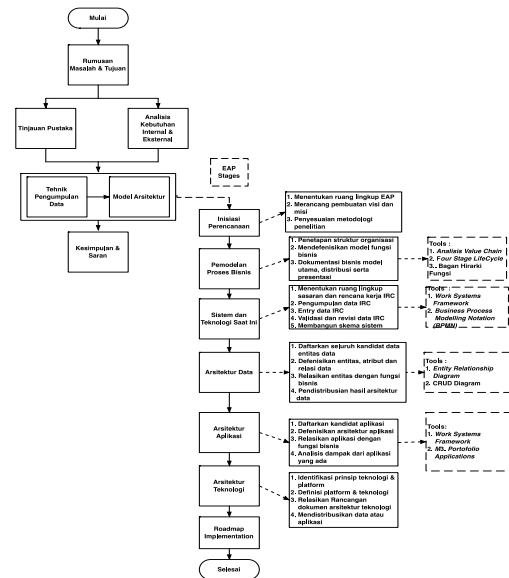 Mulai
Rumusan
Masalah & Tujuan
Tinjauan Pustaka
Analisis
Kebutuhan
Internal &
Eksternal
Tehnik
Pengumpulan
Data
Model Arsitektur
Kesimpulan &
Saran
EAP
Stages
Inisiasi
Perencanaan
1. Menentukan ruang lingkup EAP
2. Merancang pembuatan visi dan
misi
3. Penyesuaian metodologi
penelitian
Pemodelan
Proses Bisnis
1. Penetapan struktur organisasi
2. Mendefenisikan model fungsi
bisnis
3. Dokumentasi bisnis model
utama, distribusi serta
presentasi
Tools :
1. Analisis Value Chain
2. Four Stage LifeCycle
3.. Bagan Hirarki
Fungsi
Sistem dan
Teknologi Saat Ini
1. Menentukan ruang lingkup
sasaran dan rencana kerja IRC
2. Pengumpulan data IRC
3. Entry data IRC
4. Validasi dan revisi data IRC
5. Membangun skema sistem
Tools :
1. Work Systems
Framework
2. Business Process
Modelling Notation
(BPMN)
Arsitektur Data
1. Daftarkan seluruh kandidat data
entitas data
2. Defenisikan entitas, atribut dan
relasi data
3. Relasikan entitas dengan fungsi
bisnis
4. Pendistribusian hasil arsitektur
data
Tools :
1. Entity Relationship
Diagram
2. CRUD Diagram
Arsitektur
Aplikasi
1. Daftarkan kandidat aplikasi
2. Defenisikan arsitektur aplikasi
3. Relasikan aplikasi dengan
fungsi bisnis
4. Analisis dampak dari aplikasi
yang ada
Tools:
1. Work Systems
Framework
2. M3.. Portofolio
Applications
Arsitektur
Teknologi
1. Identifikasi prinsip teknologi &
platform
2. Definisi platform & teknologi
3. Relasikan Rancangan
dokumen arsitektur teknologi
4. Mendistribusikan data atau
aplikasi
Roadmap
Implementation
Selesai